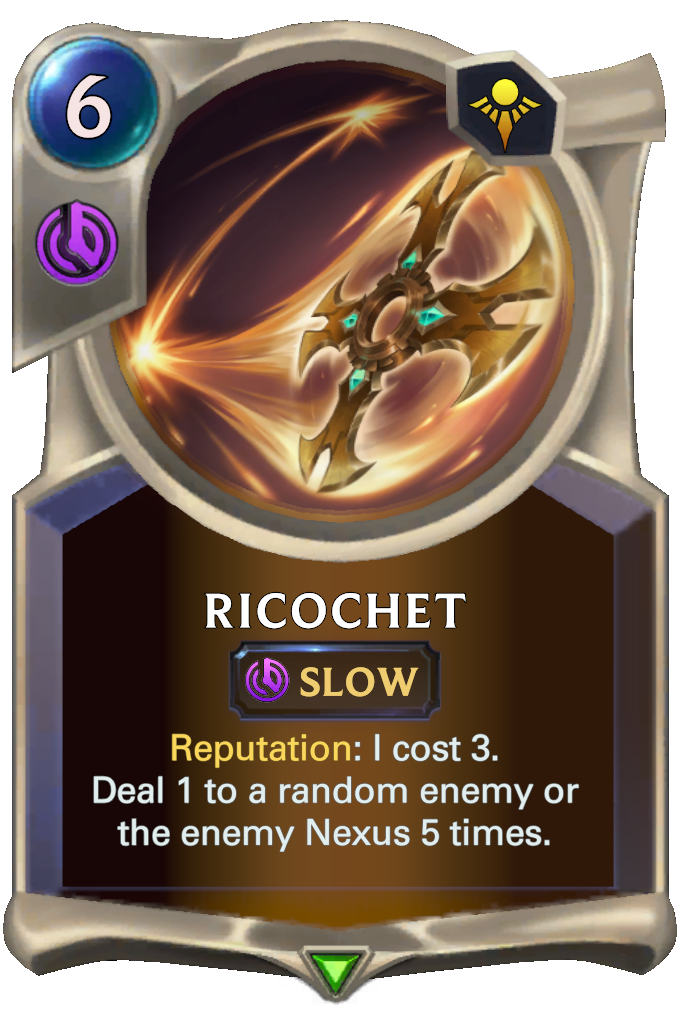 6
RICOCHET
SLOW
Reputation: I cost 3.
Deal 1 to a random enemy or
the enemy Nexus 5 times.